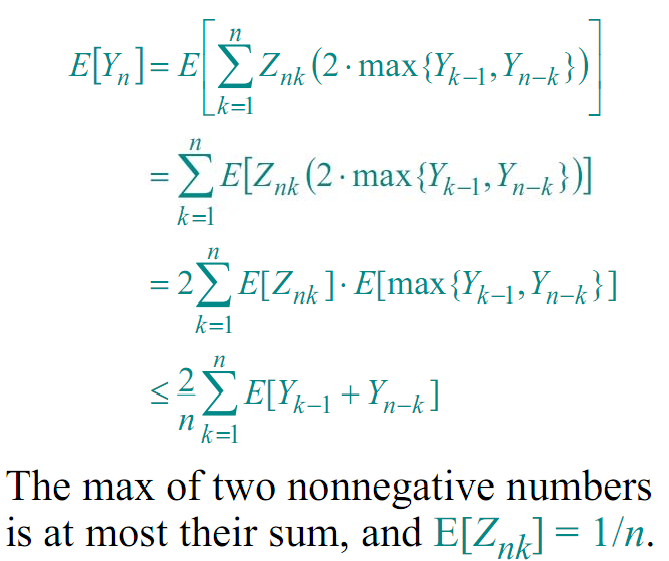 E[Y_n] = E[∑_{k=1}^{n} Z_{nk} (2 · max{Y_{k−1}, Y_{n−k}})]
= ∑_{k=1}^{n} E[Z_{nk} (2 · max{Y_{k−1}, Y_{n−k}})]
= 2 ∑_{k=1}^{n} E[Z_{nk}] · E[max{Y_{k−1}, Y_{n−k}}]
≤ \frac{2}{n} ∑_{k=1}^{n} E[Y_{k−1} + Y_{n−k}]
The max of two nonnegative numbers
is at most their sum, and E[Z_{nk}] = 1/n.